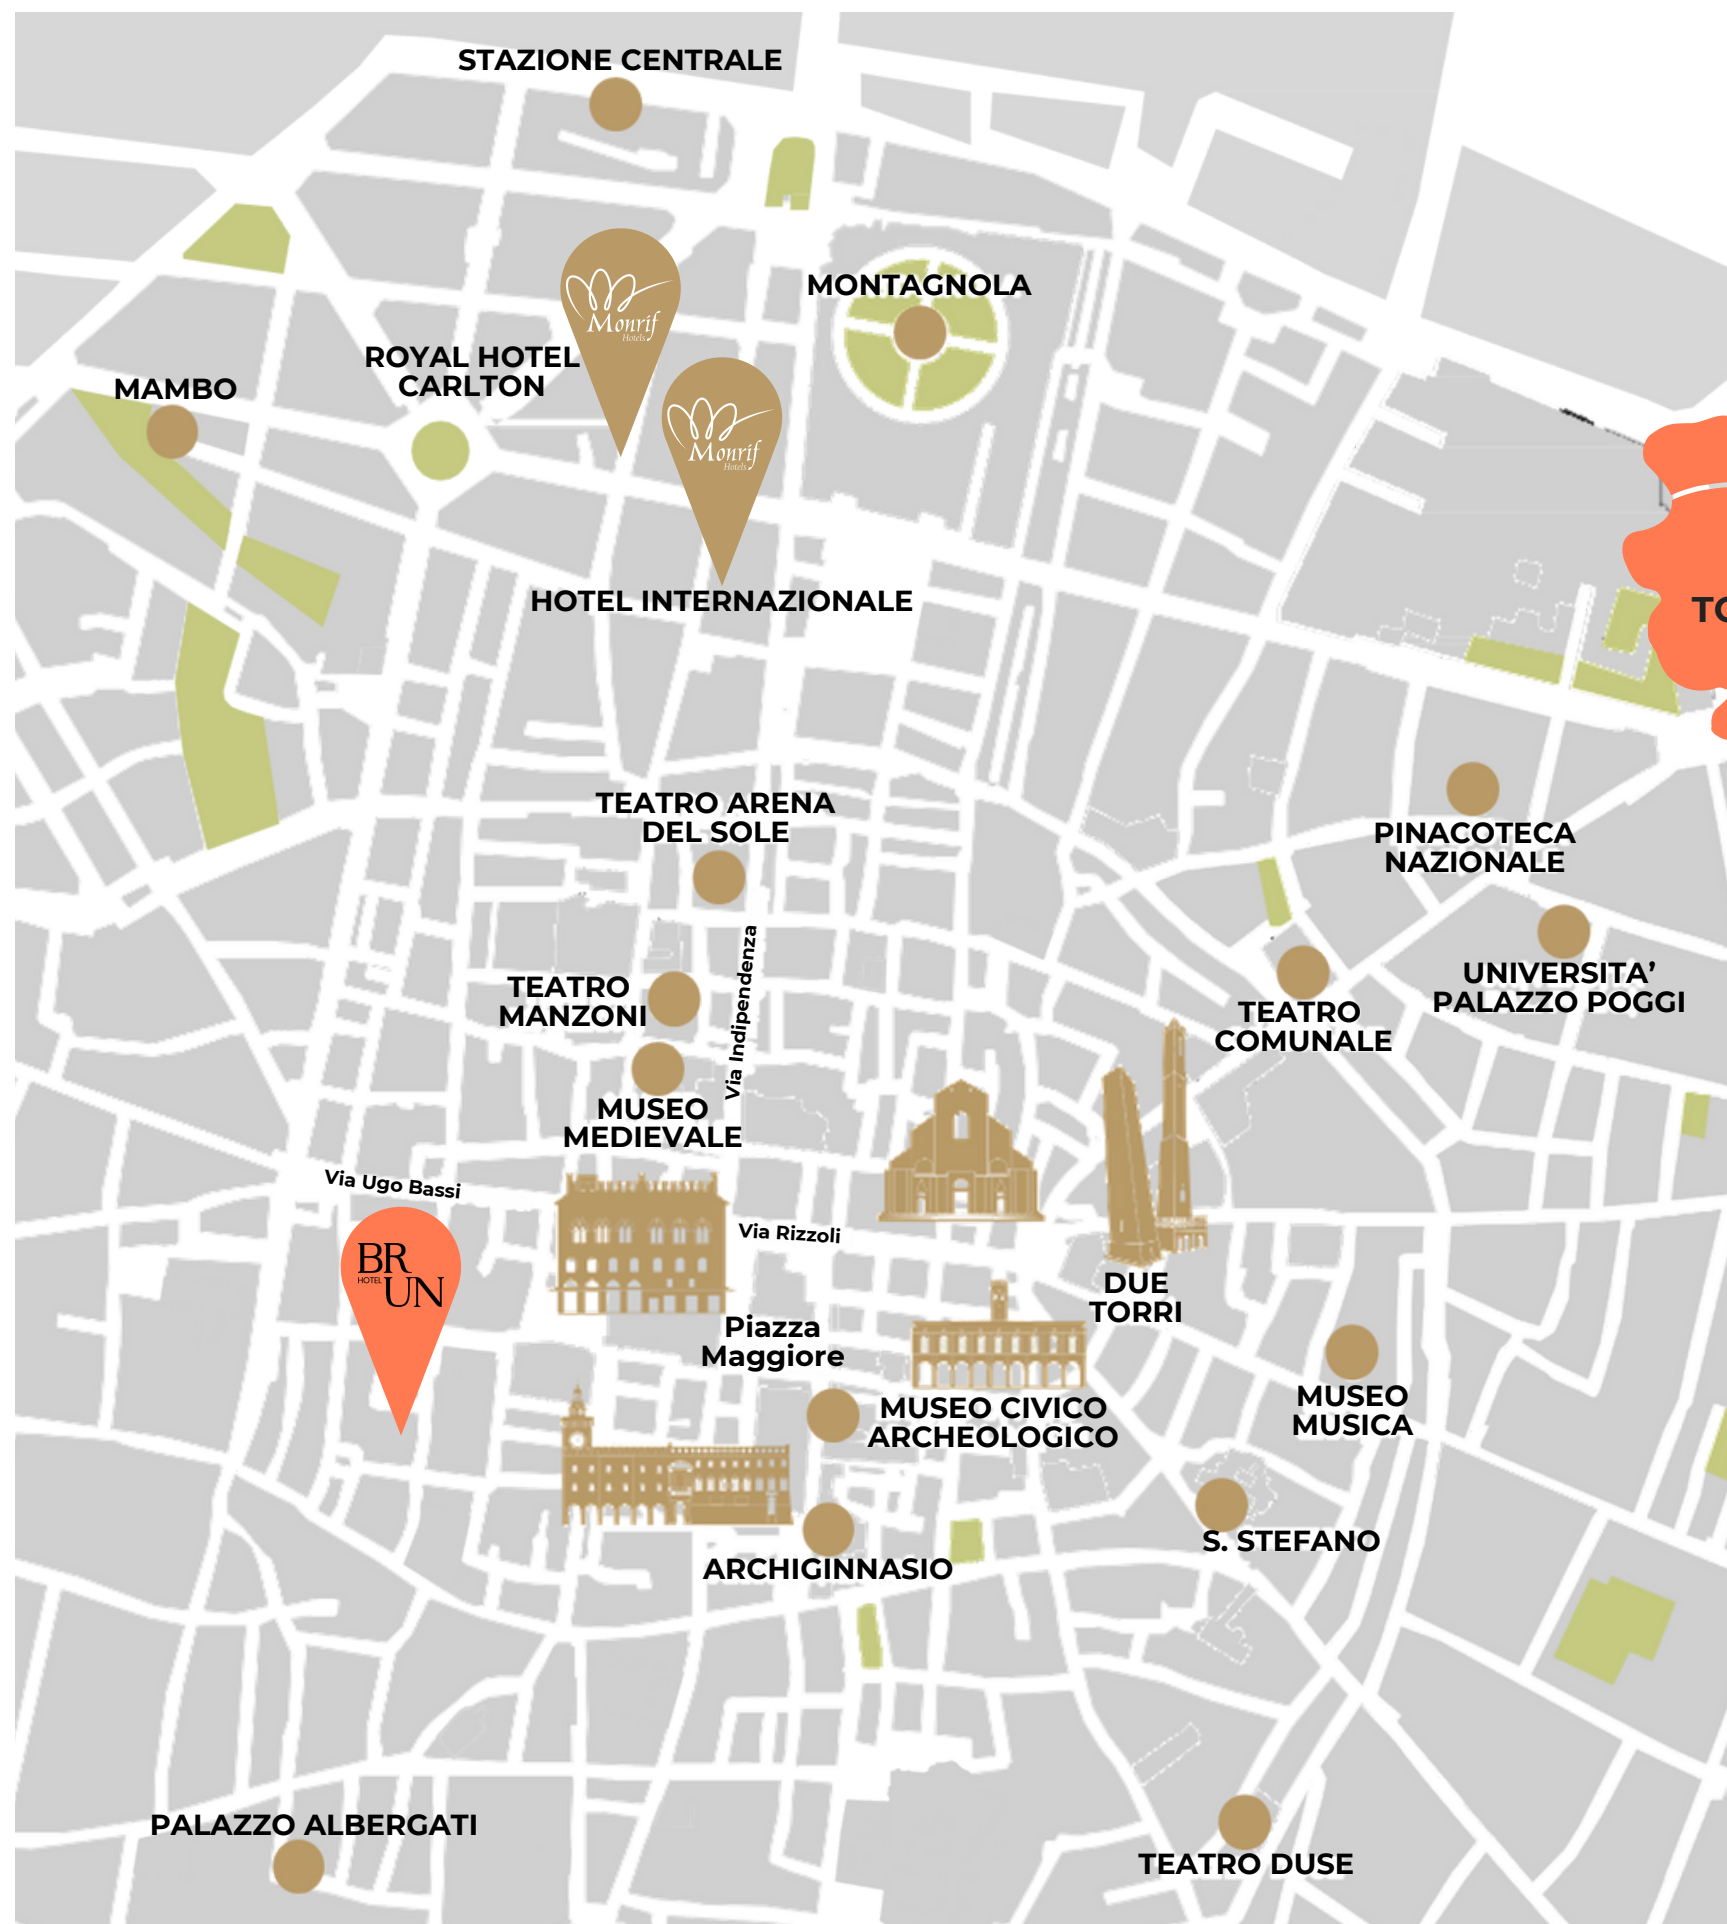 STAZIONE CENTRALE
Monrif
Hotels
MONTAGNOLA
ROYAL HOTEL
CARLTON
MAMBO
Monrif
Hotels
HOTEL INTERNAZIONALE
TEATRO ARENA
DEL SOLE
PINACOTECA
NAZIONALE
Via Indipendenza
TEATRO
MANZONI
UNIVERSITA’
PALAZZO POGGI
TEATRO
COMUNALE
MUSEO
MEDIEVALE
Via Ugo Bassi
Via Rizzoli
BR
HOTEL
UN
DUE
TORRI
Piazza
Maggiore
MUSEO CIVICO
ARCHEOLOGICO
MUSEO
MUSICA
S. STEFANO
ARCHIGINNASIO
PALAZZO ALBERGATI
TEATRO DUSE